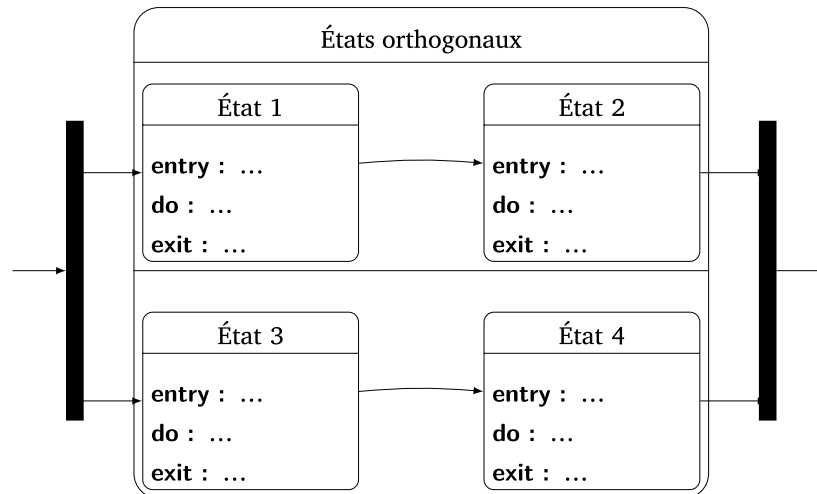 États orthogonaux
État 1
entry : ...
do : ...
exit : ...
État 2
entry : ...
do : ...
exit : ...
État 3
entry : ...
do : ...
exit : ...
État 4
entry : ...
do : ...
exit : ...